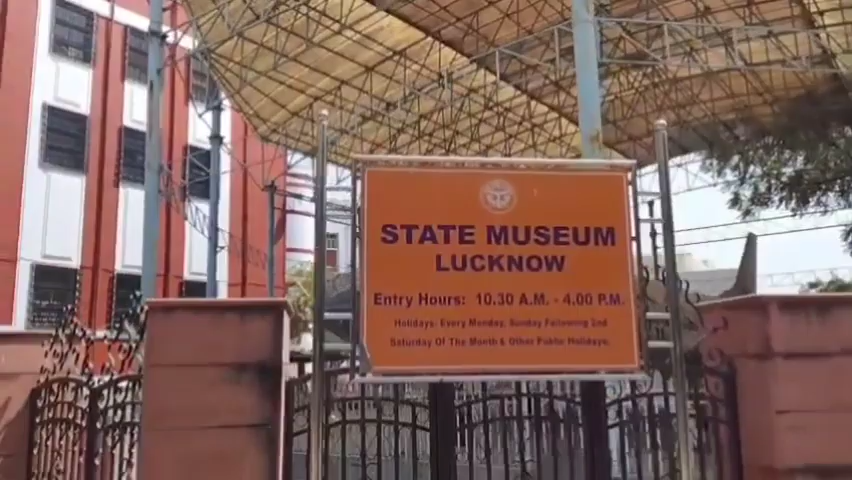 STATE MUSEUM
LUCKNOW
Entry Hours: 10.30 A.M. - 4.00 P.M.
Holidays: Every Monday, Sunday Following 2nd
Saturday Of The Month & Other Public Holidays.